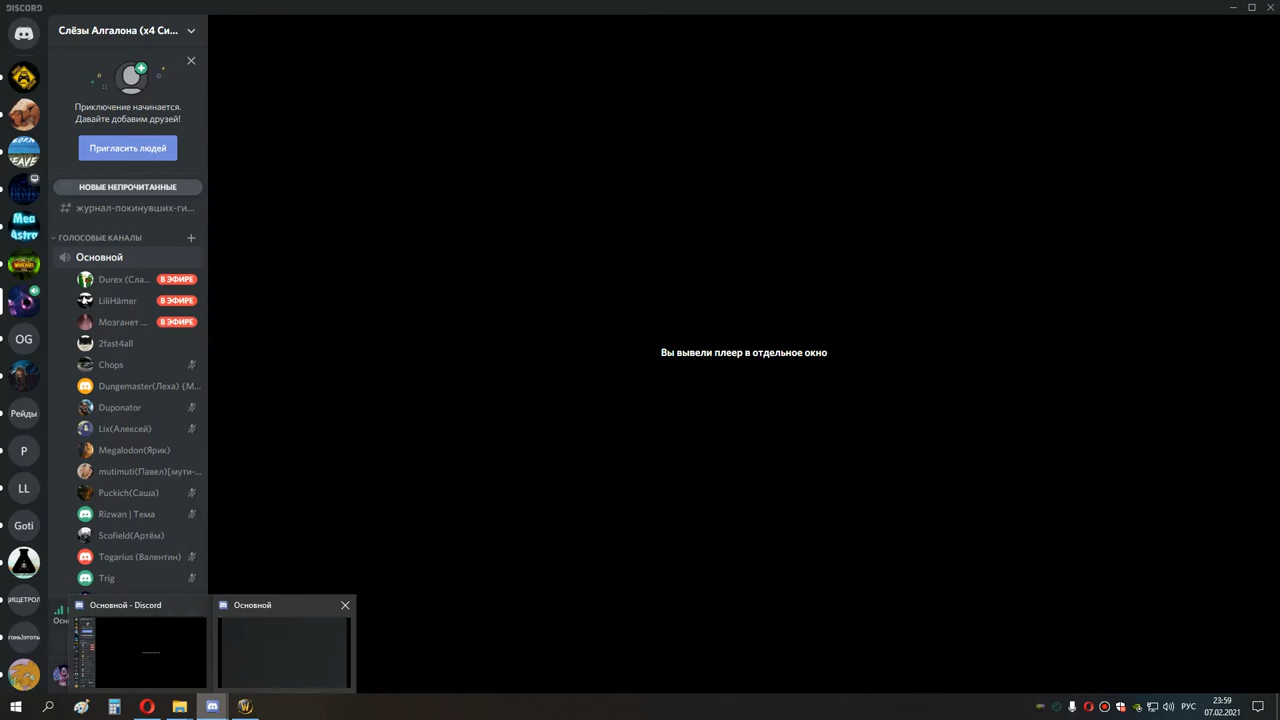 DISCORD
Слёзы Алгалона (x4 Си...
Приключение начинается.
Давайте добавим друзей!
Пригласить людей
НОВЫЕ НЕПРОЧИТАННЫЕ
журнал-покинувших-ги...
ГОЛОСОВЫЕ КАНАЛЫ
Основной
Durex (Сла... В ЭФИРЕ
LiliHämer В ЭФИРЕ
Мозганет ... В ЭФИРЕ
2fast4all
Chops
Dungemaster(Леха) {М...
Duponator
Lix(Алексей)
Megalodon(Ярик)
mutimuti(Павел)[мути-...
Puckich(Саша)
Rizwan | Тема
Scofield(Артём)
Togarius (Валентин)
Trig
Mea
Astro
OG
Рейды
P
LL
Goti
Вы вывели плеер в отдельное окно
Основной - Discord
Основной
РУС
23:59
07.02.2021